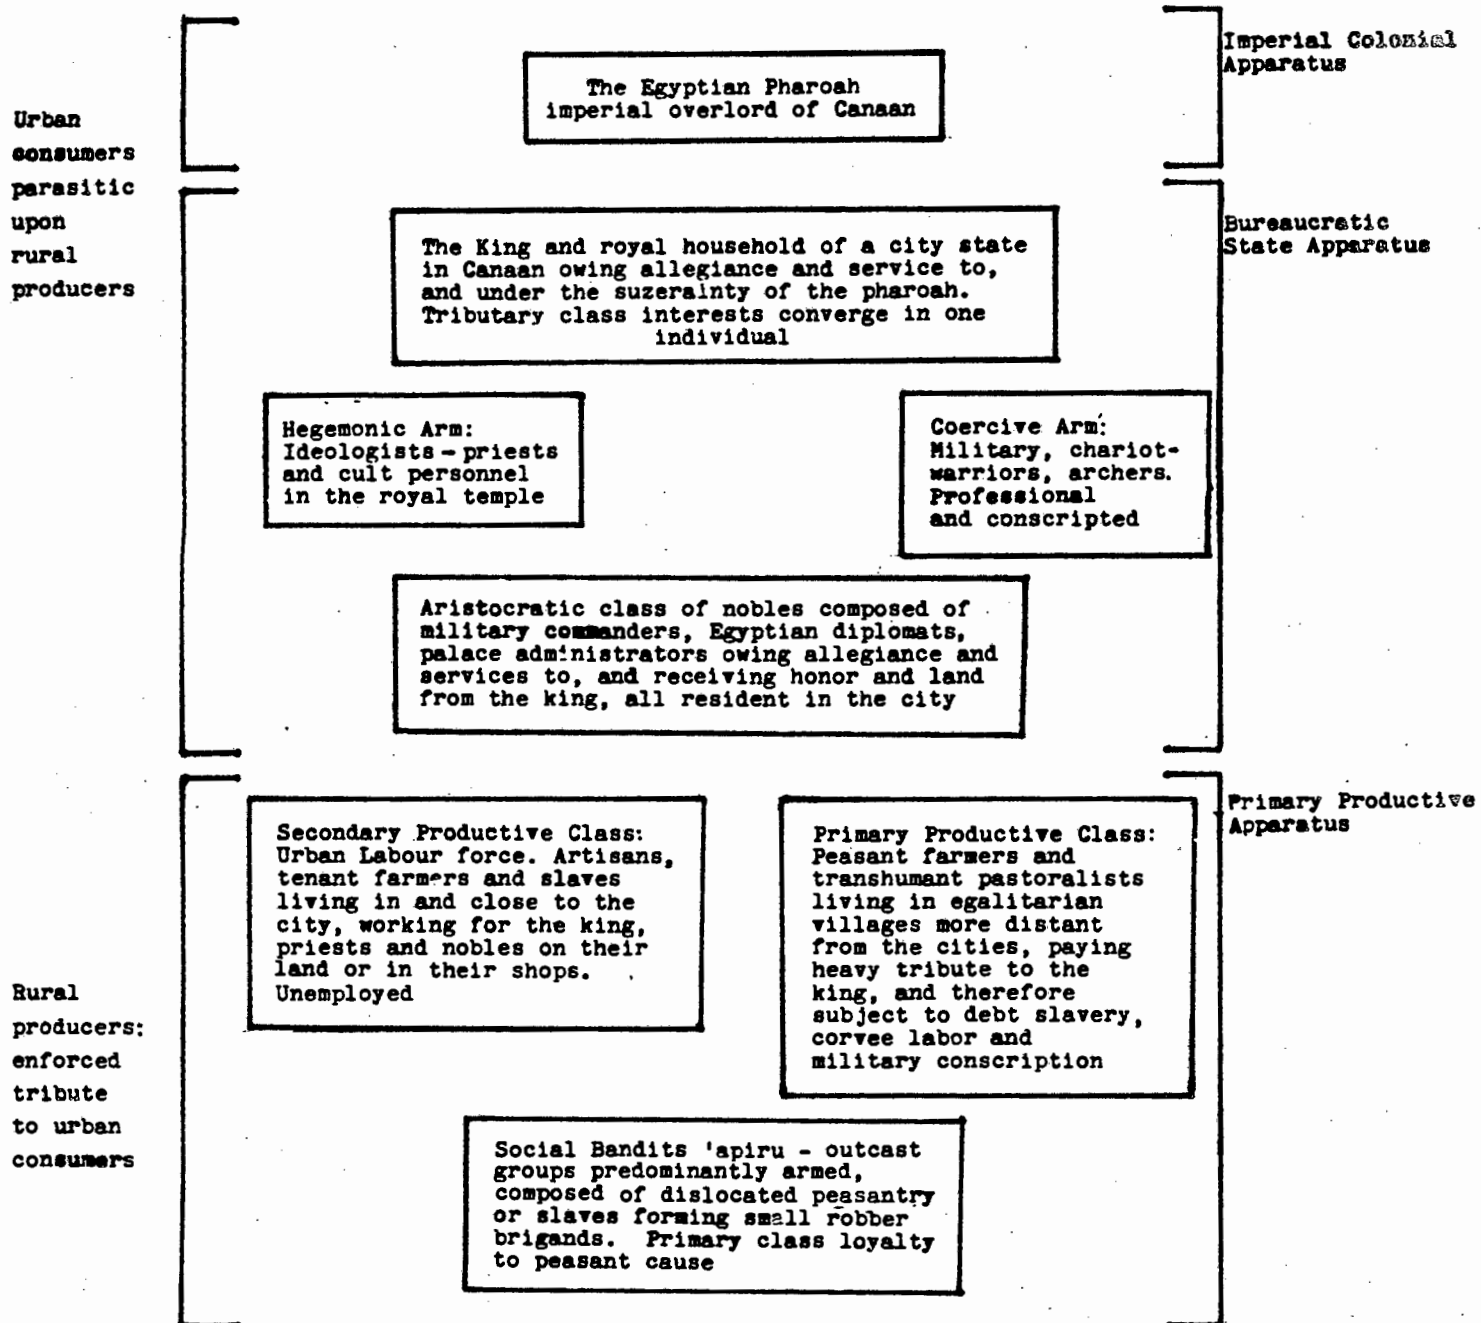 Imperial Colonial
Apparatus
The Egyptian Pharoah
imperial overlord of Canaan
Urban
consumers
parasitic
upon
rural
producers
Bureaucratic
State Apparatus
The King and royal household of a city state
in Canaan owing allegiance and service to,
and under the suzerainty of the pharoah.
Tributary class interests converge in one
individual
Hegemonic Arm:
Ideologists - priests
and cult personnel
in the royal temple
Coercive Arm:
Military, chariot-
warriors, archers.
Professional
and conscripted
Aristocratic class of nobles composed of
military commanders, Egyptian diplomats,
palace administrators owing allegiance and
services to, and receiving honor and land
from the king, all resident in the city
Primary Productive
Apparatus
Secondary Productive Class:
Urban Labour force. Artisans,
tenant farmers and slaves
living in and close to the
city, working for the king,
priests and nobles on their
land or in their shops.
Unemployed
Primary Productive Class:
Peasant farmers and
transhumant pastoralists
living in egalitarian
villages more distant
from the cities, paying
heavy tribute to the
king, and therefore
subject to debt slavery,
corvee labor and
military conscription
Rural
producers:
enforced
tribute
to urban
consumers
Social Bandits 'apiru - outcast
groups predominantly armed,
composed of dislocated peasantry
or slaves forming small robber
brigands. Primary class loyalty
to peasant cause